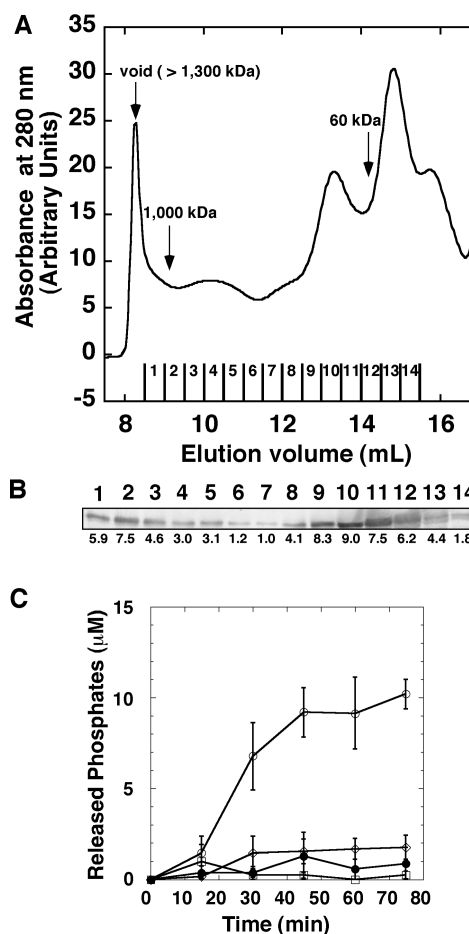 A
Absorbance at 280 nm
(Arbitrary Units)
35
30
25
20
15
10
5
0
-5
void ( > 1,300 kDa)
1,000 kDa
60 kDa
1 2 3 4 5 6 7 8 9 10 11 12 13 14
8 10 12 14 16
Elution volume (mL)
B
1 2 3 4 5 6 7 8 9 10 11 12 13 14
5.9 7.5 4.6 3.0 3.1 1.2 1.0 4.1 8.3 9.0 7.5 6.2 4.4 1.8
C
Released Phosphates (μM)
15
10
5
0
0 10 20 30 40 50 60 70 80
Time (min)